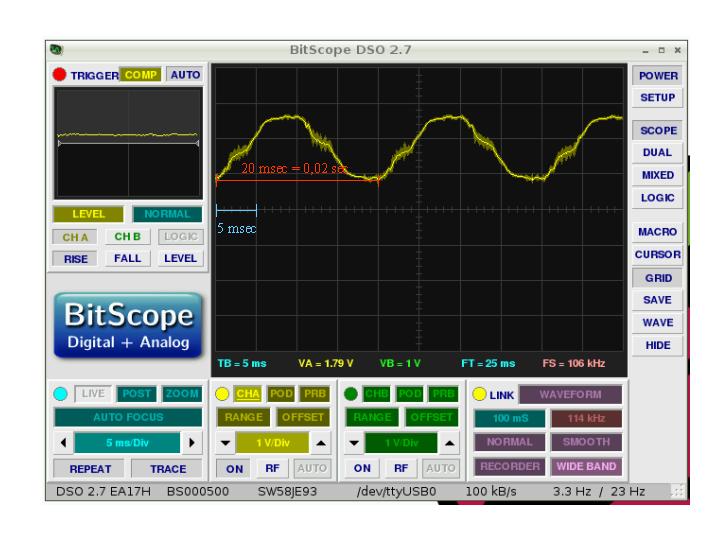 BitScope DSO 2.7
TRIGGER COMP AUTO
LEVEL NORMAL
CH A CH B LOGIC
RISE FALL LEVEL
BitScope
Digital + Analog
20 msec = 0,02 sec
5 msec
TB = 5 ms VA = 1.79 V VB = 1 V FT = 25 ms FS = 106 kHz
POWER
SETUP
SCOPE
DUAL
MIXED
LOGIC
MACRO
CURSOR
GRID
SAVE
WAVE
HIDE
LIVE POST ZOOM
AUTO FOCUS
5 ms/Div
REPEAT TRACE
CHA POD PRB
RANGE OFFSET
1 V/Div
ON RF AUTO
CHB POD PRB
RANGE OFFSET
1 V/Div
ON RF AUTO
LINK WAVEFORM
100 mS 114 kHz
NORMAL SMOOTH
RECORDER WIDE BAND
DSO 2.7 EA17H BS000500 SW58JE93 /dev/ttyUSB0 100 kB/s 3.3 Hz / 23 Hz